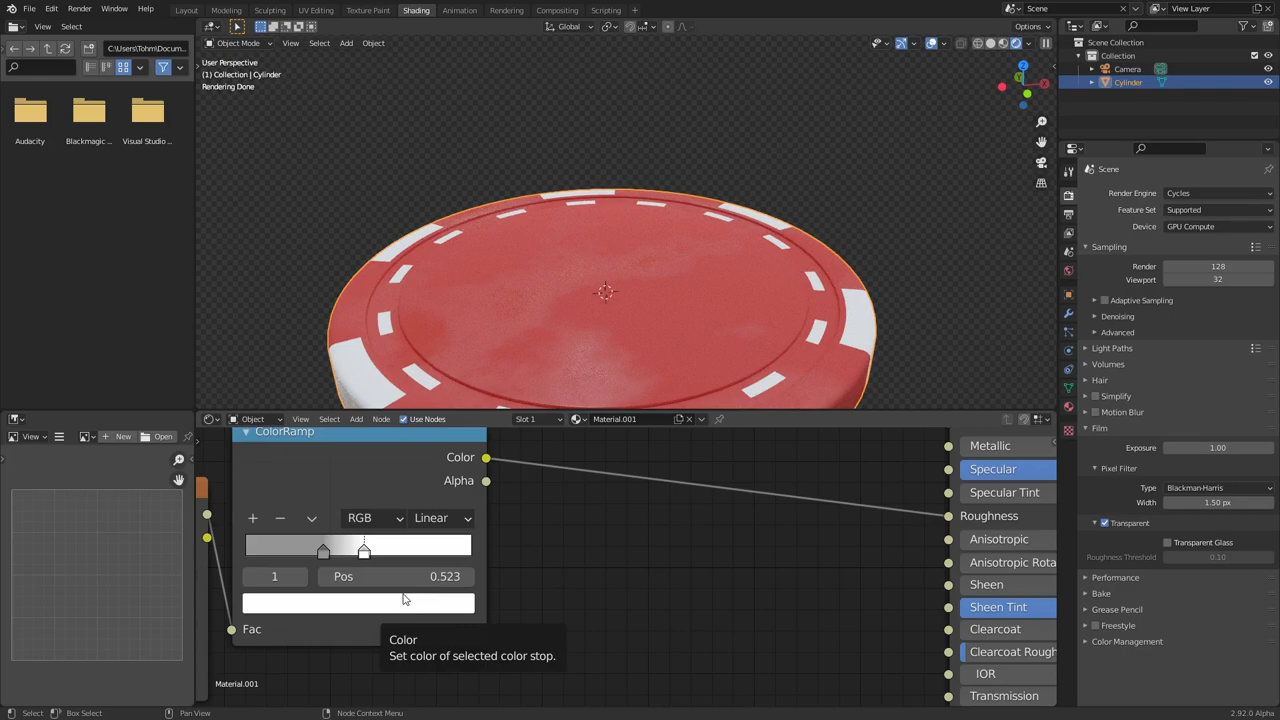 File Edit Render Window Help Layout Modeling Sculpting UV Editing Texture Paint Shading Animation Rendering Compositing Scripting Scene View Layer
View Select C:\Users\Tohm\Docum... Global Options
Object Mode View Select Add Object
User Perspective
(1) Collection | Cylinder
Rendering Done
Audacity Blackmagic ... Visual Studio ...
Scene Collection
Collection
Camera
Cylinder
Scene
Render Engine Cycles
Feature Set Supported
Device GPU Compute
Sampling
Render 128
Viewport 32
Adaptive Sampling
Denoising
Advanced
Light Paths
Volumes
Hair
Simplify
Motion Blur
Film
Exposure 1.00
Pixel Filter
Type Blackman-Harris
Width 1.50 px
Transparent
Transparent Glass
Roughness Threshold 0.10
Performance
Bake
Grease Pencil
Freestyle
Color Management
View New Open
Object View Select Add Node Use Nodes Slot 1 Material.001
ColorRamp
Color
Alpha
RGB Linear
1 Pos 0.523
Fac
Color
Set color of selected color stop.
Metallic
Specular
Specular Tint
Roughness
Anisotropic
Anisotropic Rota
Sheen
Sheen Tint
Clearcoat
Clearcoat Rough
IOR
Transmission
Material.001
Select Box Select Pan View Node Context Menu 2.92.0 Alpha